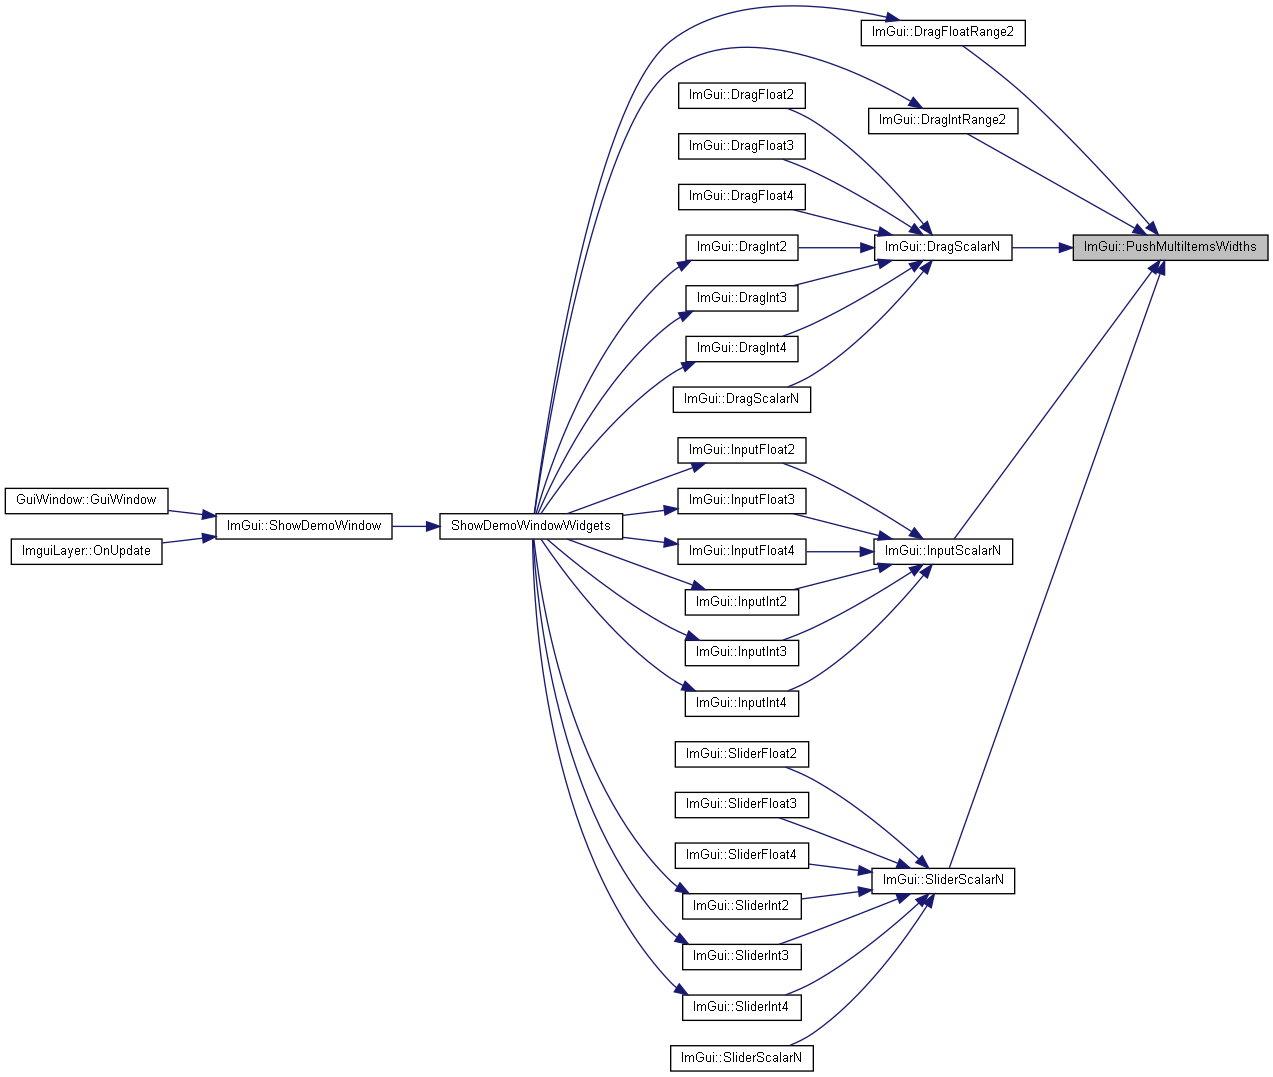 ImGui::DragFloatRange2
ImGui::DragFloat2
ImGui::DragIntRange2
ImGui::DragFloat3
ImGui::DragFloat4
ImGui::DragInt2
ImGui::DragScalarN
ImGui::PushMultiItemsWidths
ImGui::DragInt3
ImGui::DragInt4
ImGui::DragScalarN
ImGui::InputFloat2
GuiWindow::GuiWindow
ImGui::InputFloat3
ImGui::ShowDemoWindow
ShowDemoWindowWidgets
ImguiLayer::OnUpdate
ImGui::InputFloat4
ImGui::InputScalarN
ImGui::InputInt2
ImGui::InputInt3
ImGui::InputInt4
ImGui::SliderFloat2
ImGui::SliderFloat3
ImGui::SliderFloat4
ImGui::SliderScalarN
ImGui::SliderInt2
ImGui::SliderInt3
ImGui::SliderInt4
ImGui::SliderScalarN